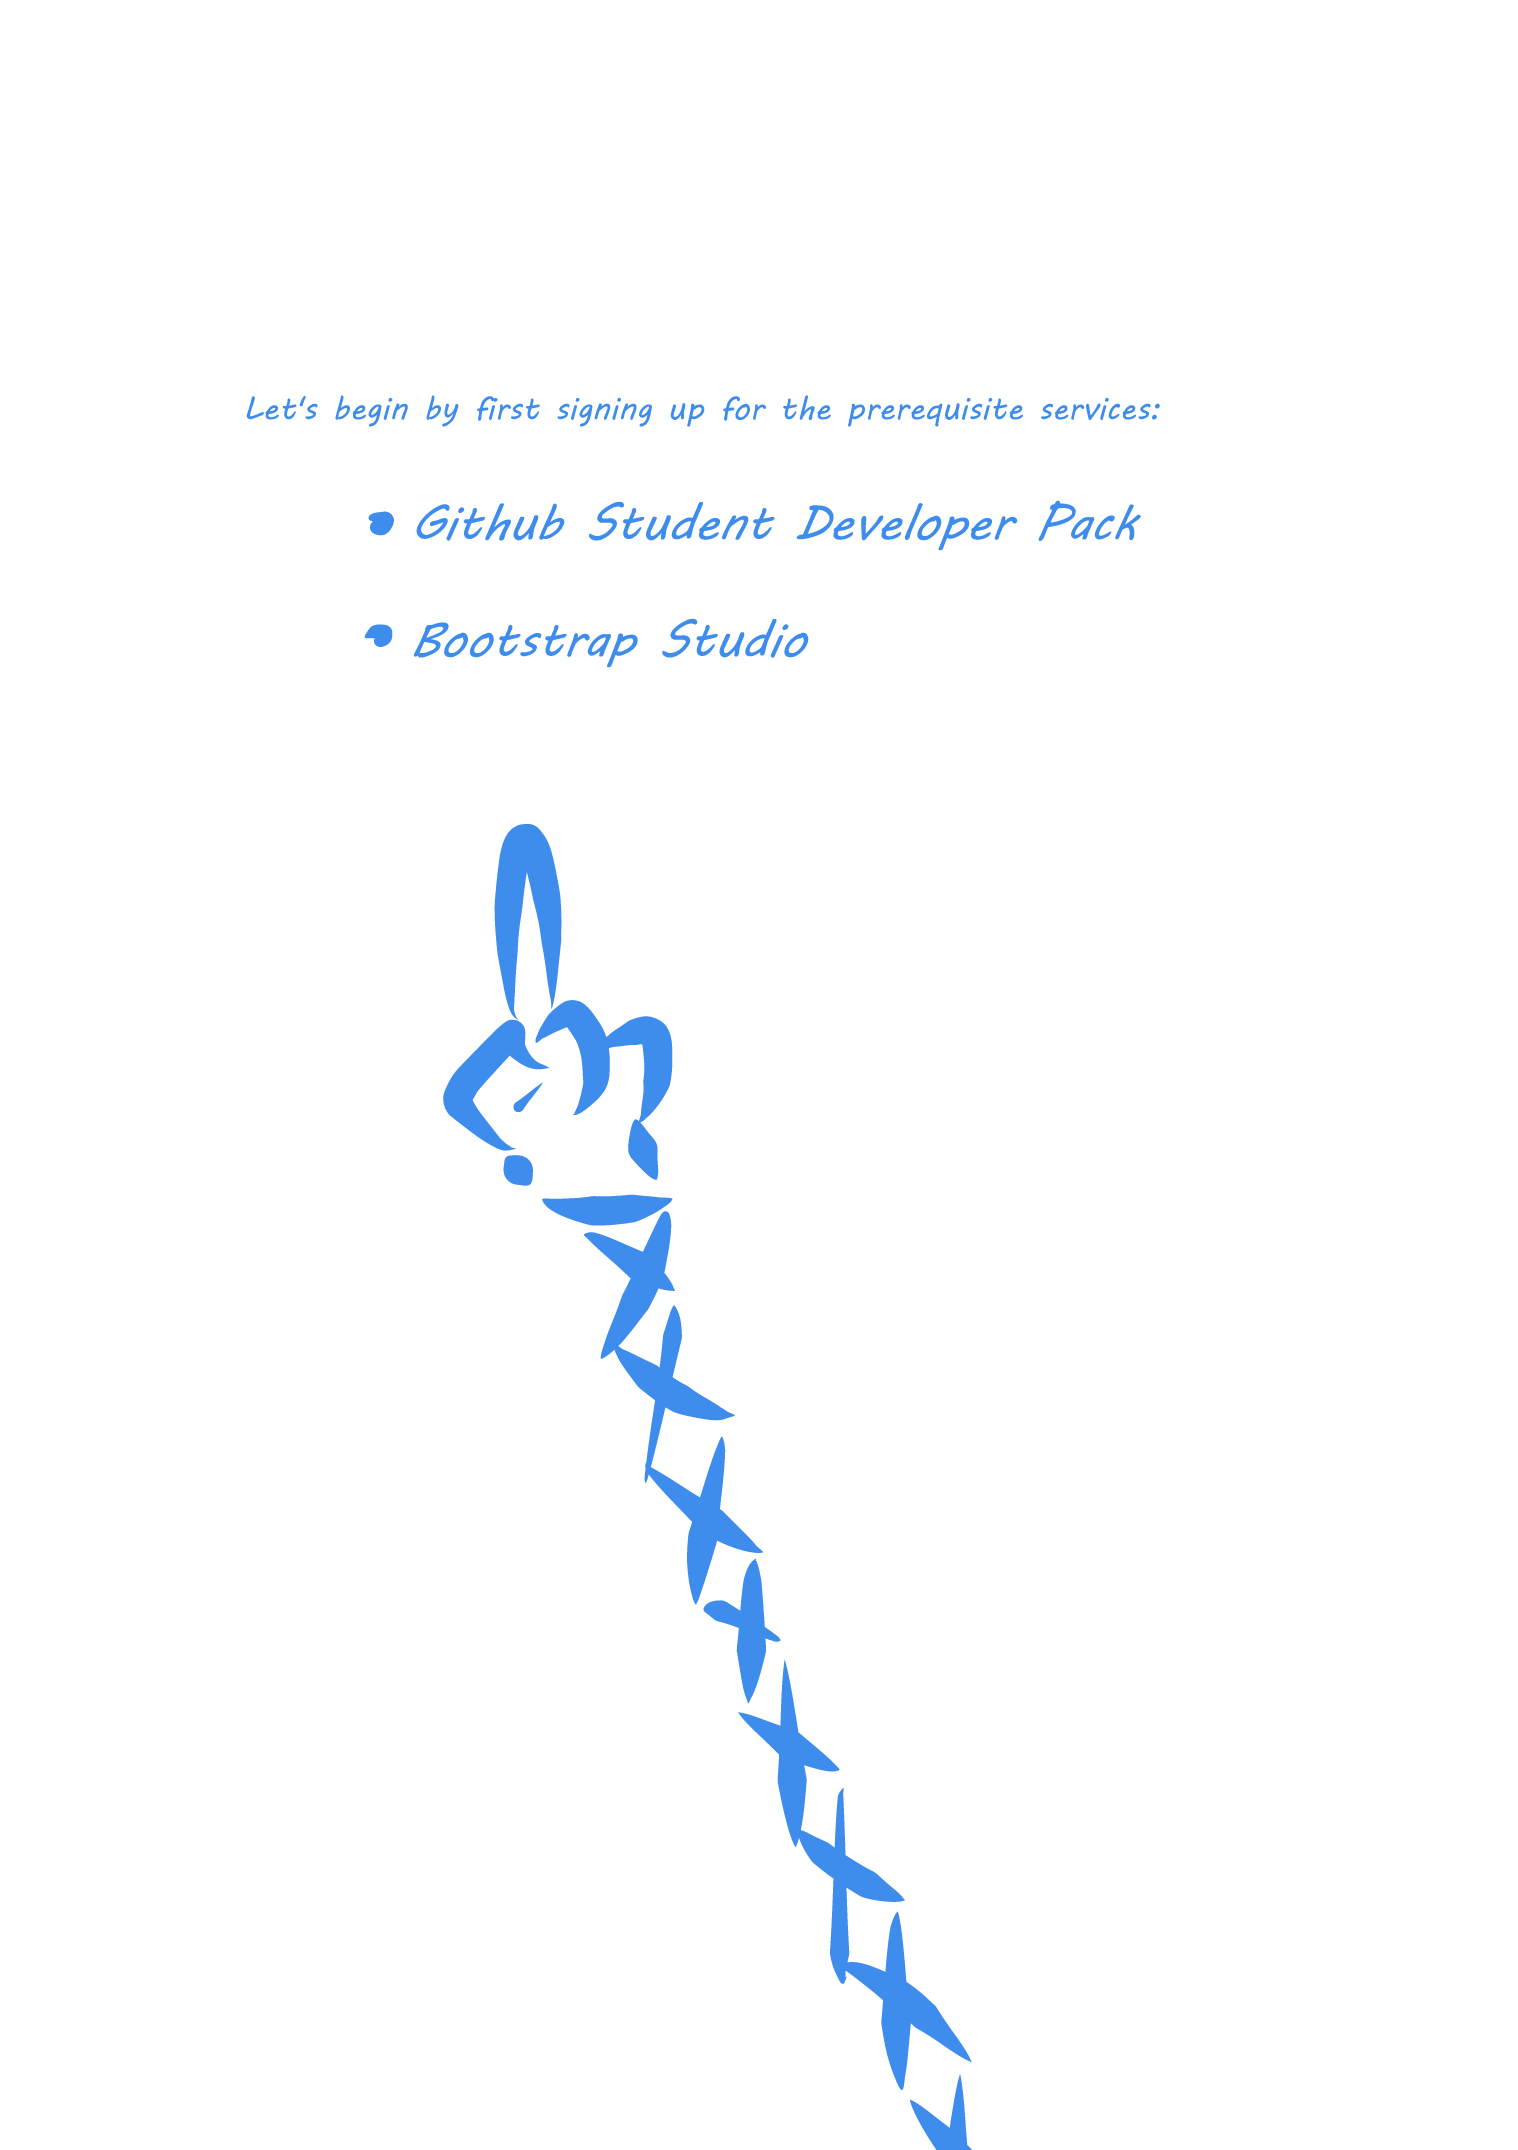 Let's begin by first signing up for the prerequisite services:
• Github Student Developer Pack
• Bootstrap Studio